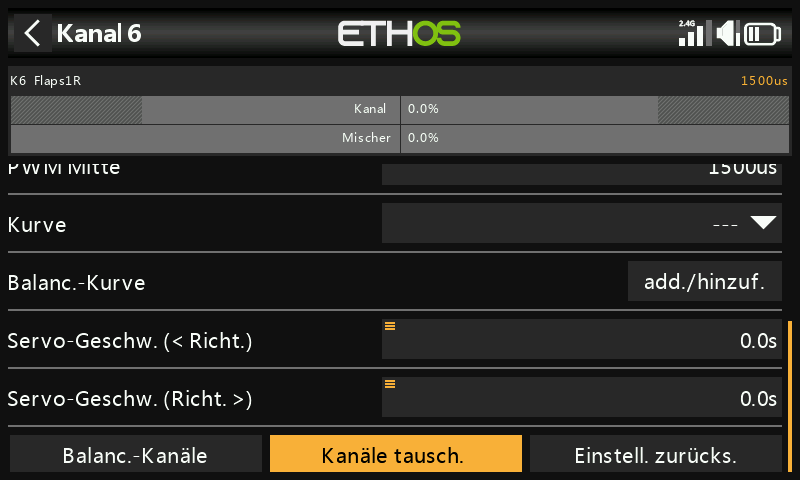 Kanal 6
ETHOS
2.4G
K6 Flaps1R 1500us
Kanal 0.0%
Mischer 0.0%
PWM Mitte 1500us
Kurve ---
Balanc.-Kurve add./hinzuf.
Servo-Geschw. (< Richt.) 0.0s
Servo-Geschw. (Richt. >) 0.0s
Balanc.-Kanäle Kanäle tausch. Einstell. zurücks.